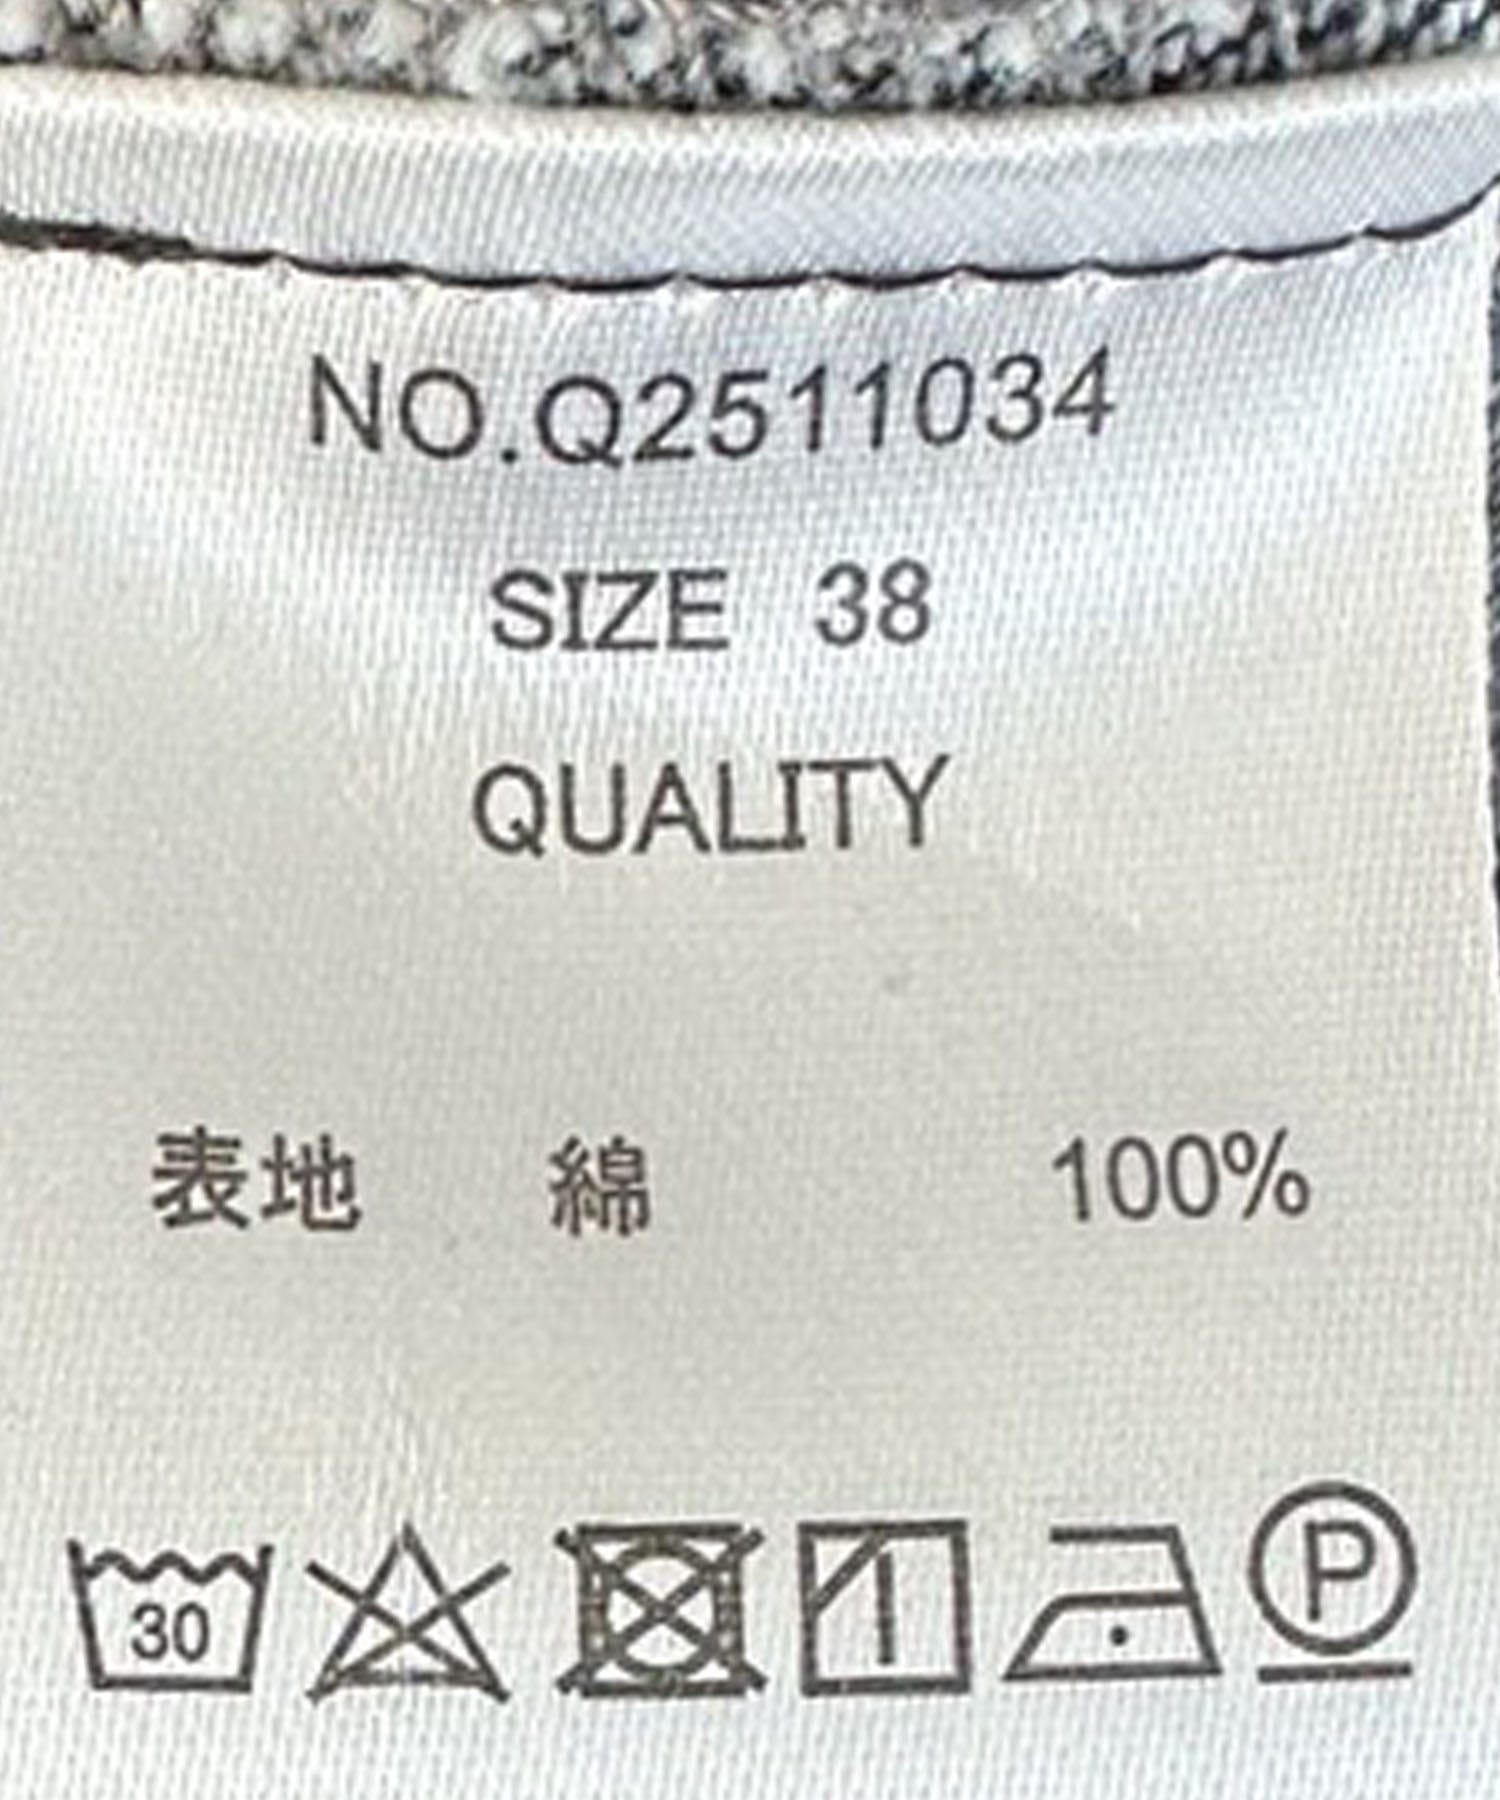 NO.Q2511034
SIZE 38
QUALITY
表地 綿 100%
30 P